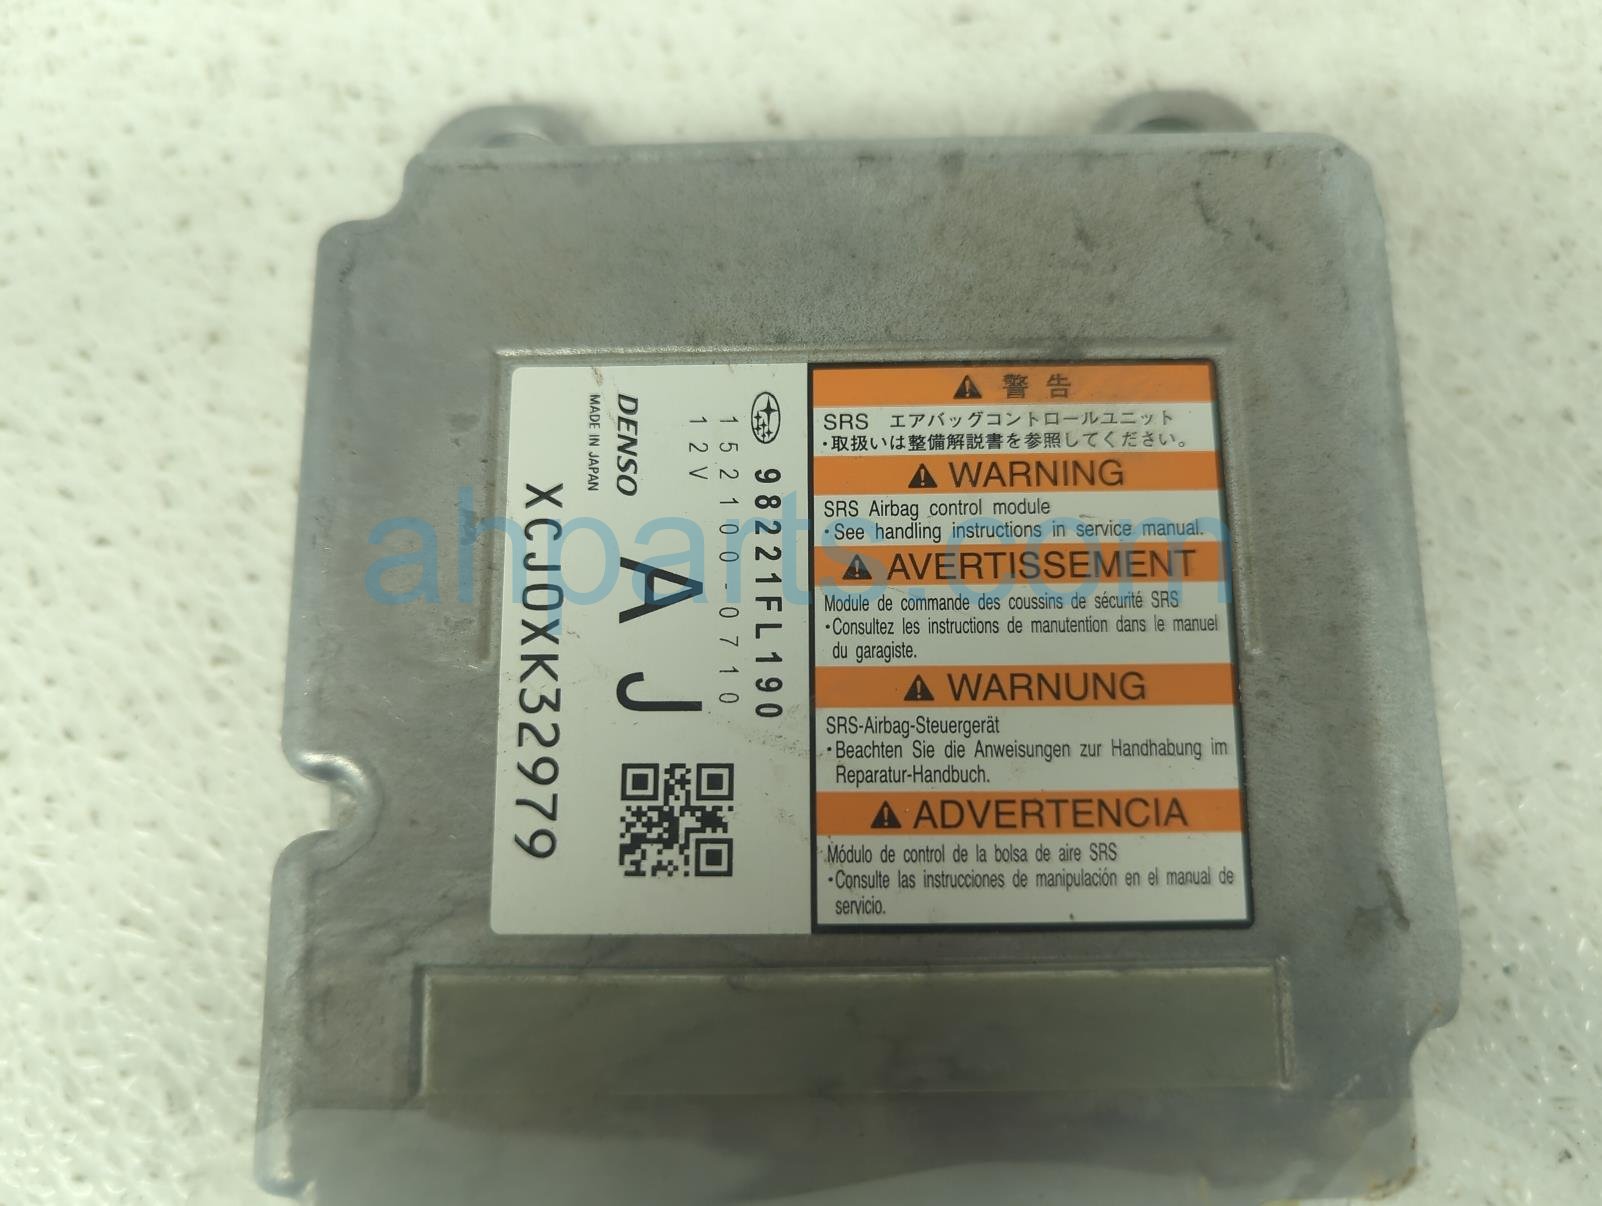 98221FL190
152100-0710
12V
A J
DENSO
MADE IN JAPAN
XCJ0XK32979
警告
SRS エアバッグコントロールユニット
・取扱いは整備解説書を参照してください。
WARNING
SRS Airbag control module
・See handling instructions in service manual.
AVERTISSEMENT
Module de commande des coussins de sécurité SRS
・Consultez les instructions de manutention dans le manuel
du garagiste.
WARNUNG
SRS-Airbag-Steuergerät
・Beachten Sie die Anweisungen zur Handhabung im
Reparatur-Handbuch.
ADVERTENCIA
Módulo de control de la bolsa de aire SRS
・Consulte las instrucciones de manipulación en el manual de
servicio.
ahparts.com